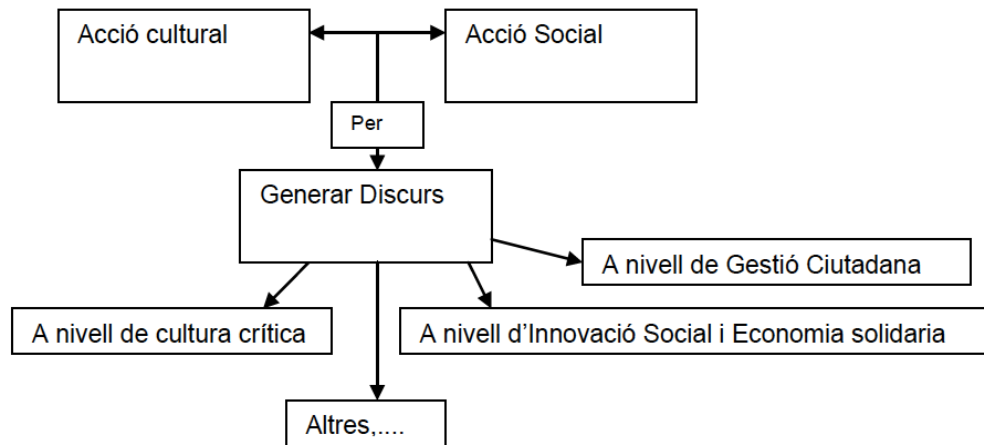 Acció cultural
Acció Social
Per
Generar Discurs
A nivell de Gestió Ciutadana
A nivell de cultura crítica
A nivell d’Innovació Social i Economia solidaria
Altres,....